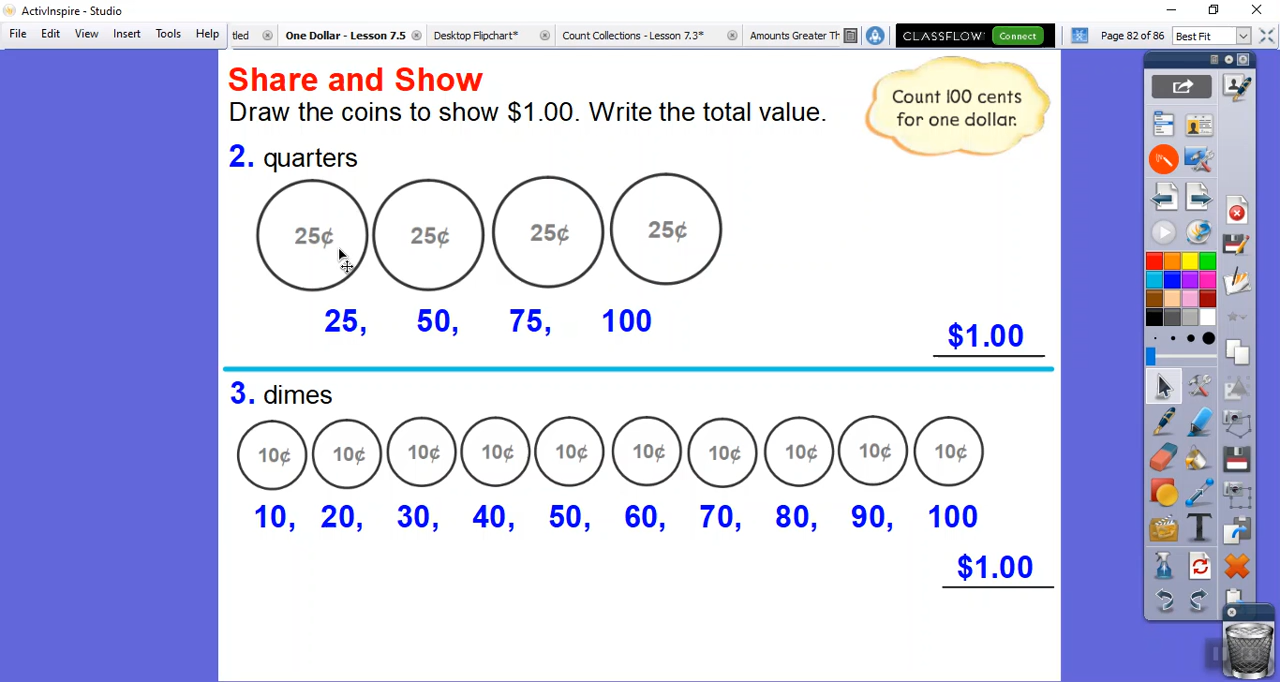 ActivInspire - Studio
File Edit View Insert Tools Help
tled One Dollar - Lesson 7.5 Desktop Flipchart* Count Collections - Lesson 7.3* Amounts Greater Th CLASSFLOW Connect Page 82 of 86 Best Fit
Share and Show
Draw the coins to show $1.00. Write the total value.
Count 100 cents
for one dollar.
2. quarters
25¢ 25¢ 25¢ 25¢
25, 50, 75, 100
$1.00
3. dimes
10¢ 10¢ 10¢ 10¢ 10¢ 10¢ 10¢ 10¢ 10¢ 10¢
10, 20, 30, 40, 50, 60, 70, 80, 90, 100
$1.00